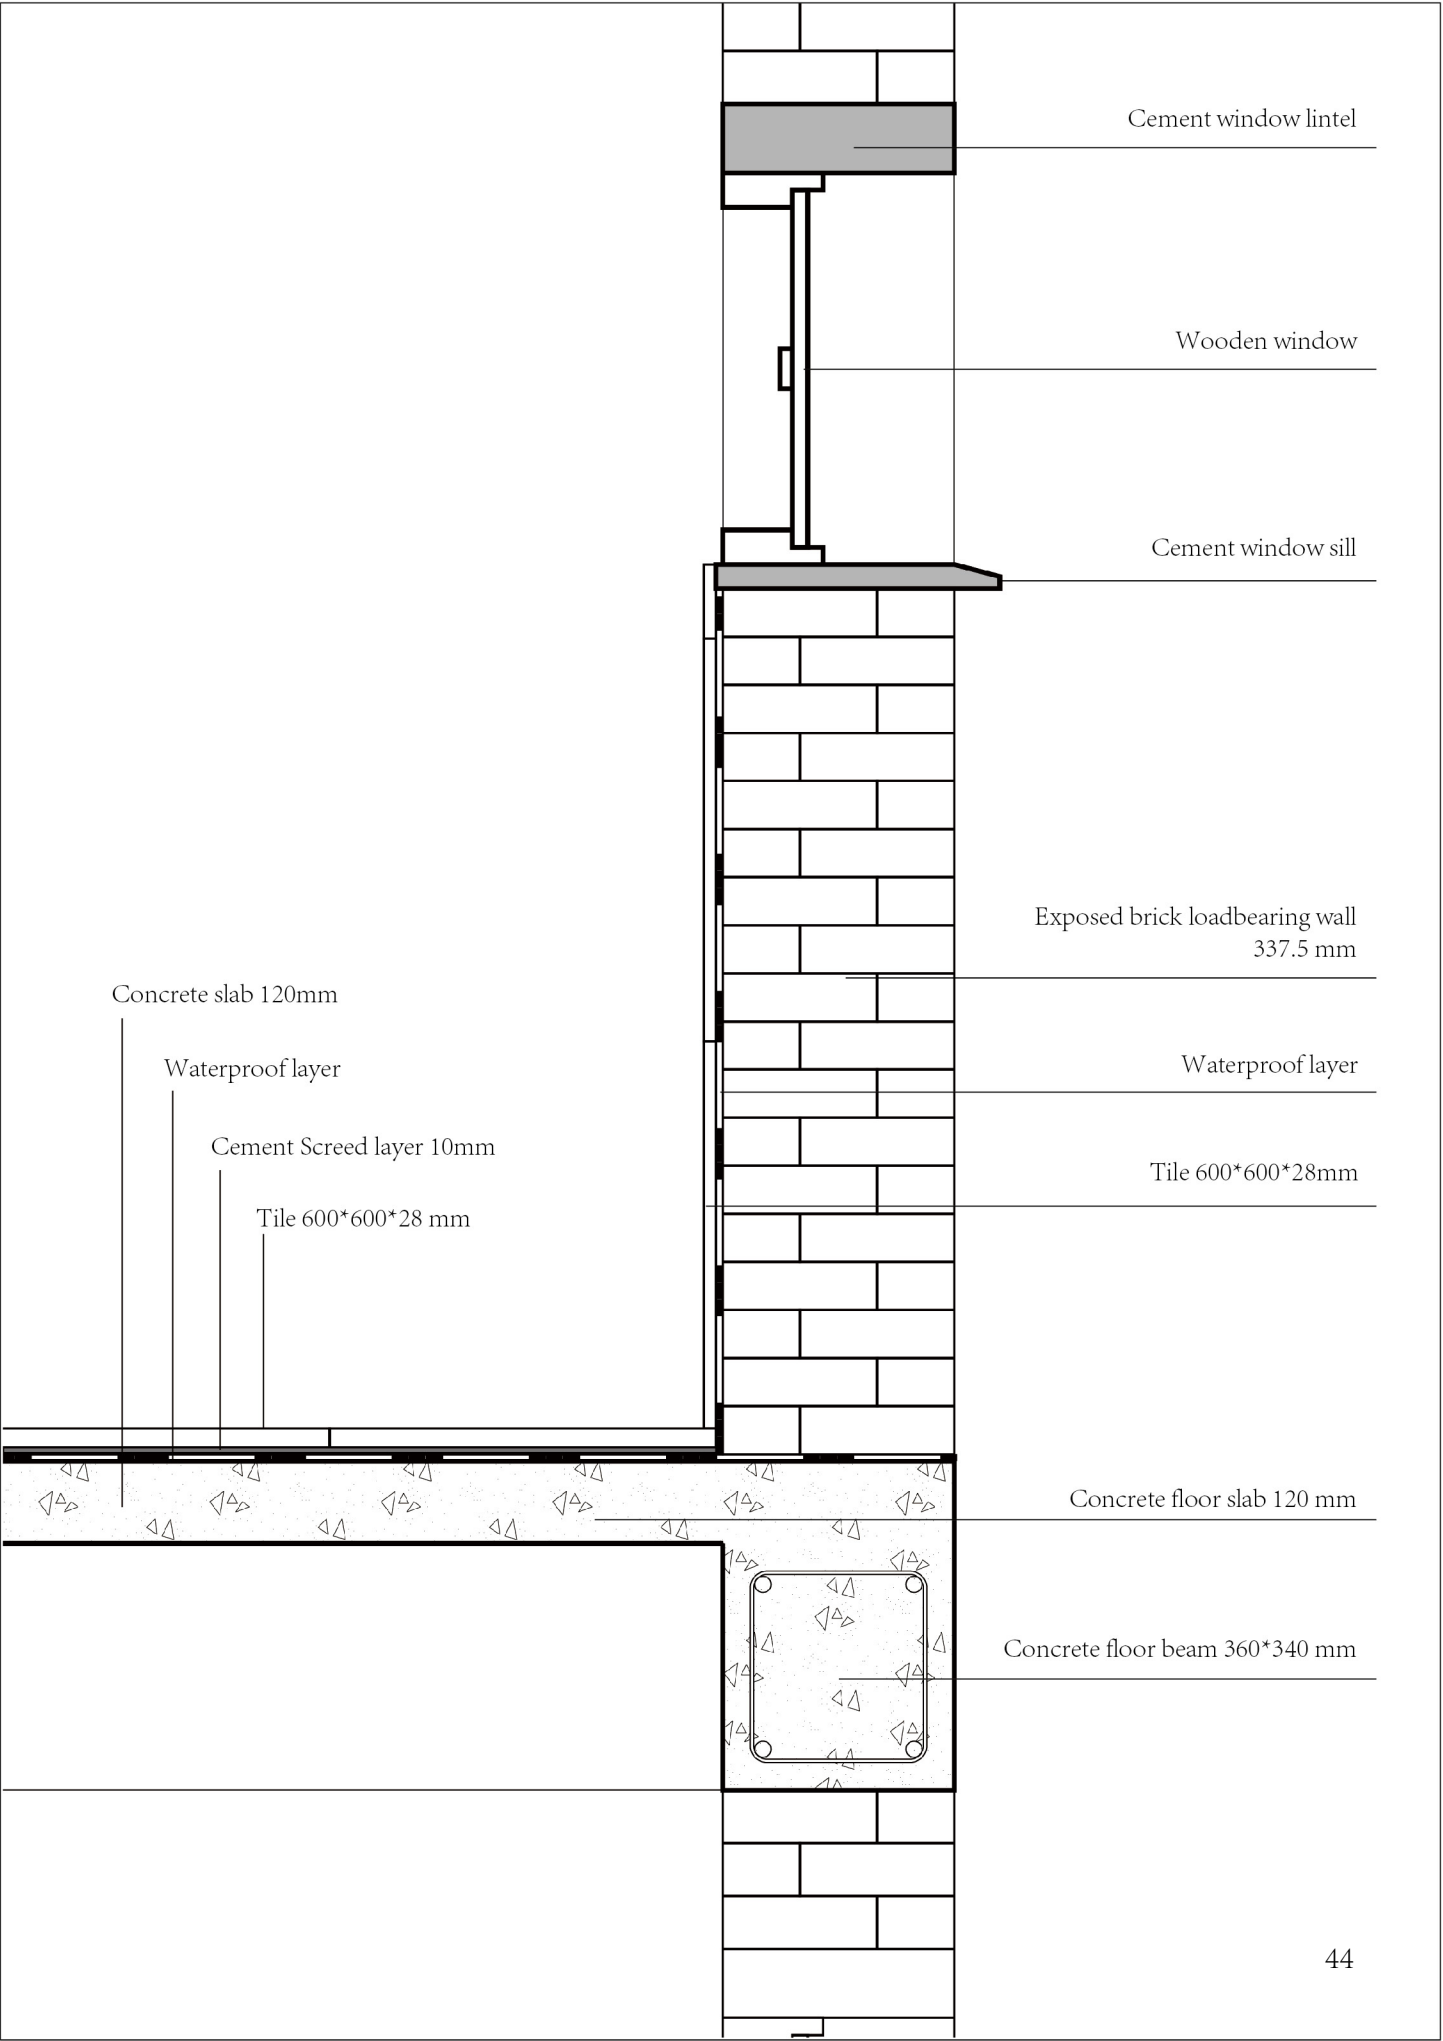 Cement window lintel
Wooden window
Cement window sill
Exposed brick loadbearing wall
337.5 mm
Concrete slab 120mm
Waterproof layer
Waterproof layer
Cement Screed layer 10mm
Tile 600*600*28mm
Tile 600*600*28 mm
Concrete floor slab 120 mm
Concrete floor beam 360*340 mm
44